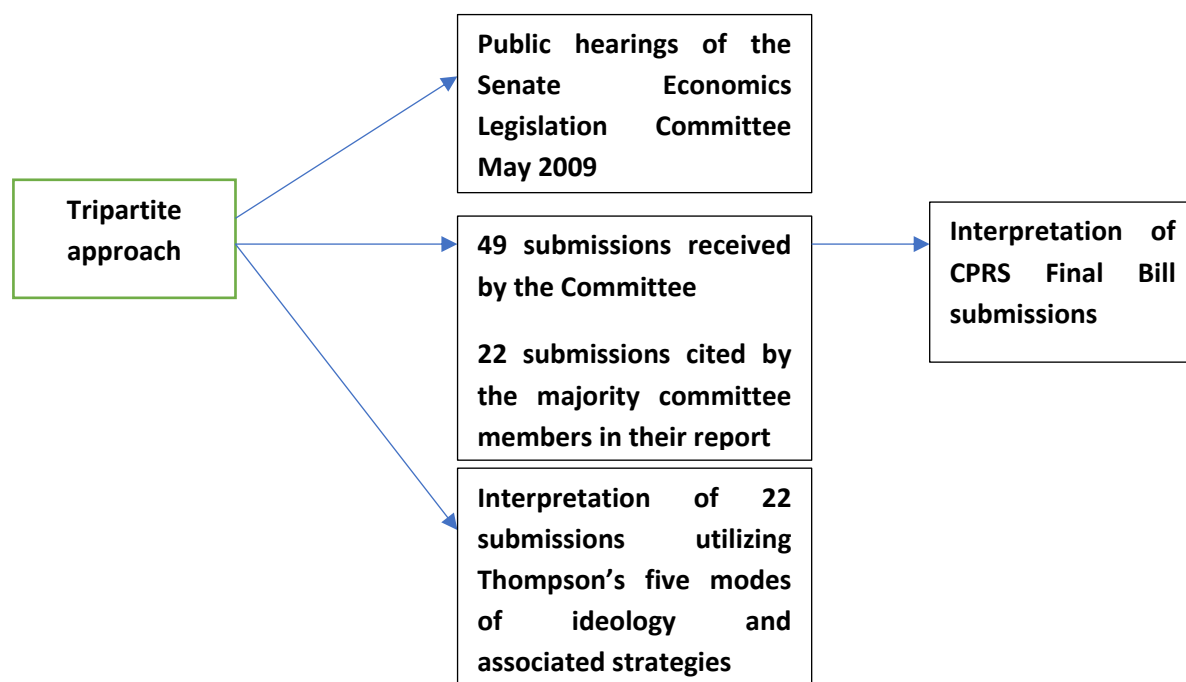 Tripartite
approach
Public hearings of the
Senate Economics
Legislation Committee
May 2009
49 submissions received
by the Committee
22 submissions cited by
the majority committee
members in their report
Interpretation of 22
submissions utilizing
Thompson’s five modes
of ideology and
associated strategies
Interpretation of
CPRS Final Bill
submissions